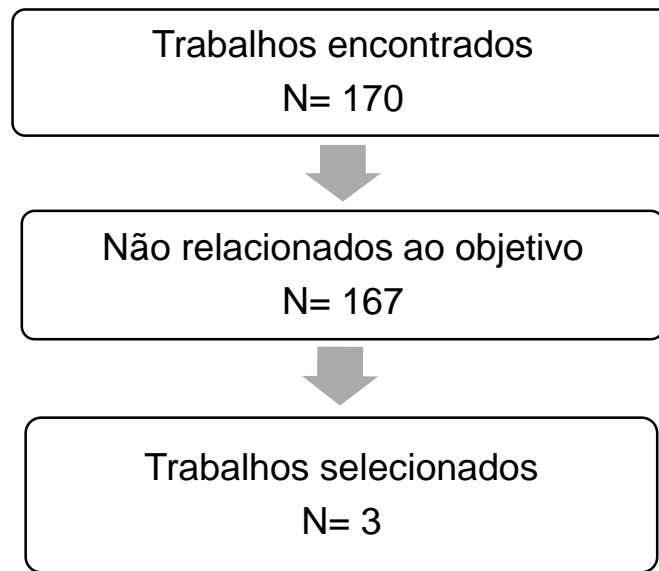 Trabalhos encontrados
N= 170
Não relacionados ao objetivo
N= 167
Trabalhos selecionados
N= 3